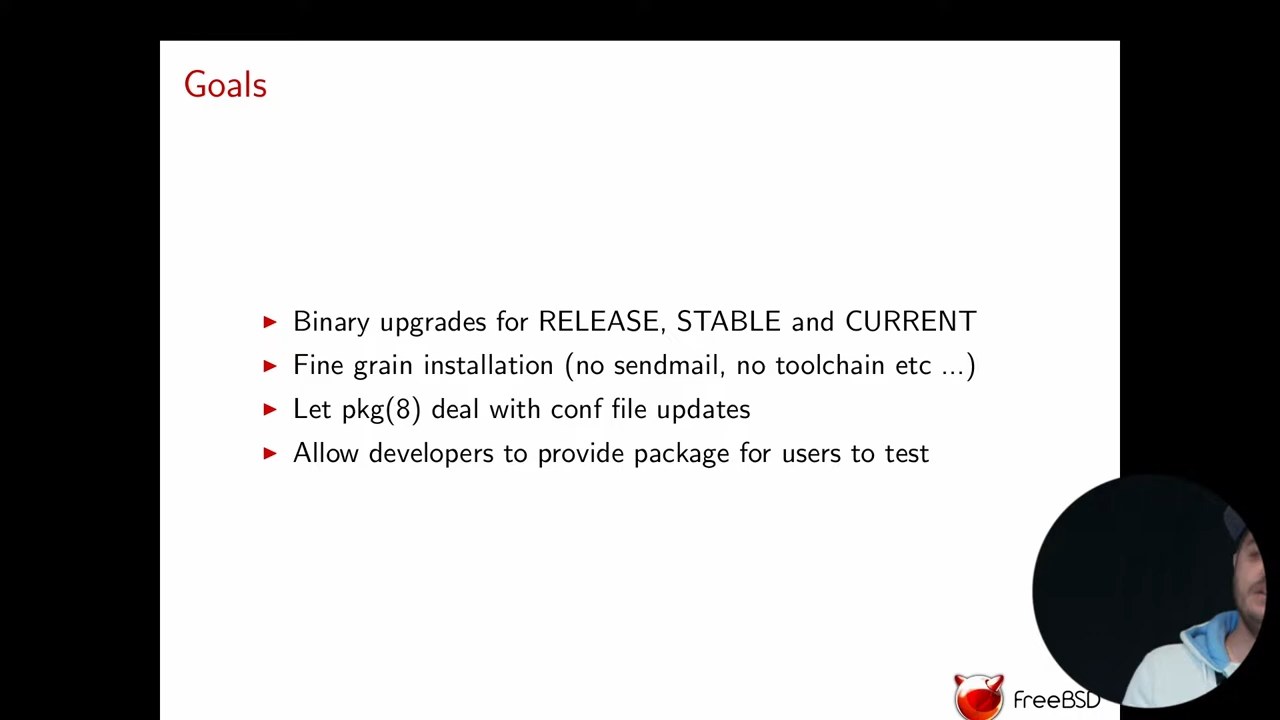 Goals
Binary upgrades for RELEASE, STABLE and CURRENT
Fine grain installation (no sendmail, no toolchain etc ...)
Let pkg(8) deal with conf file updates
Allow developers to provide package for users to test
FreeBSD